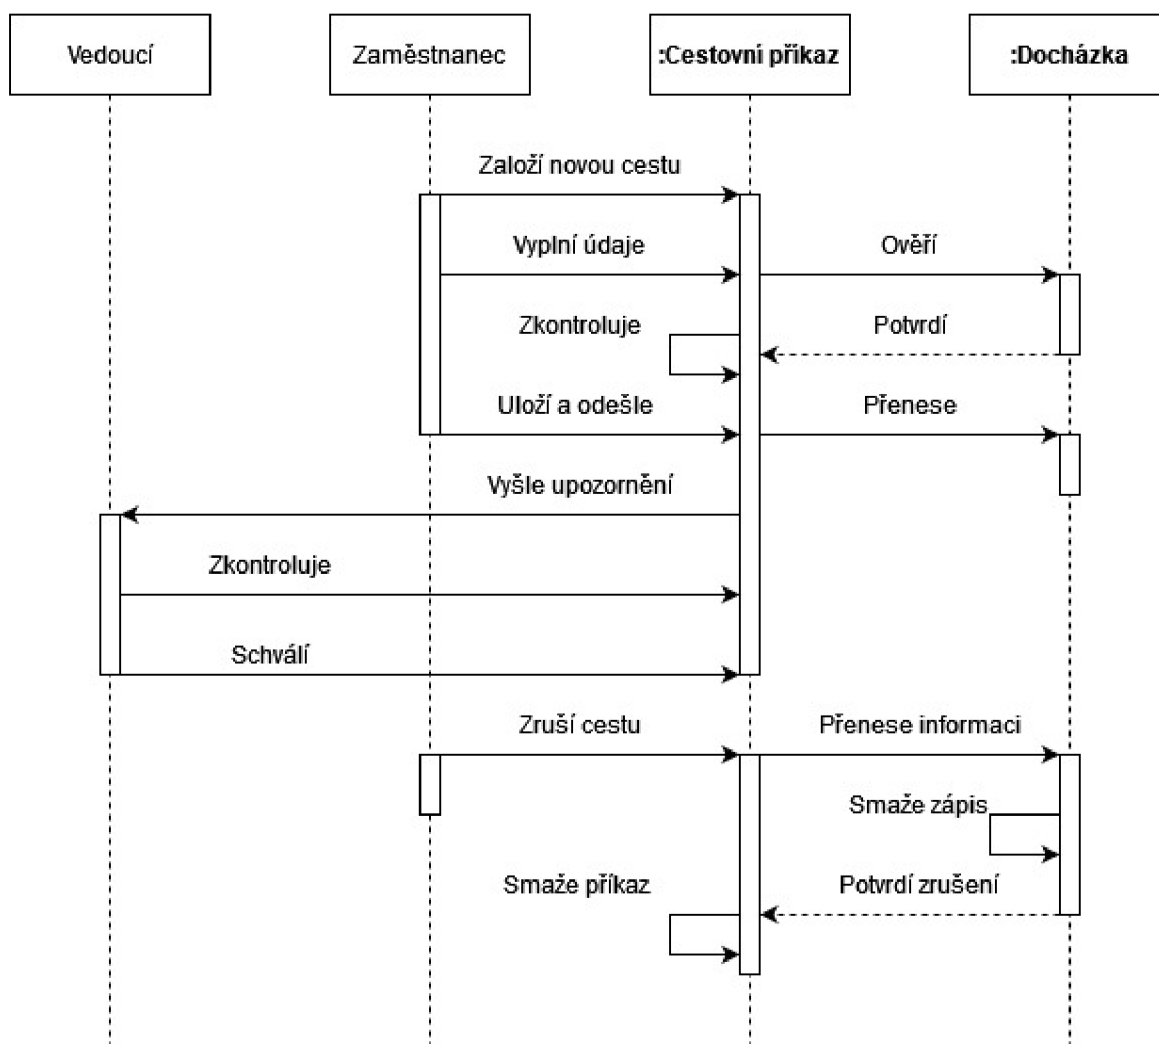 Vedoucí
Zaměstnanec
:Cestovní příkaz
:Docházka
Založí novou cestu
Vyplní údaje
Ověří
Zkontroluje
Potvrdí
Uloží a odešle
Přenese
Vyšle upozornění
Zkontroluje
Schválí
Zruší cestu
Přenese informaci
Smaže zápis
Smaže příkaz
Potvrdí zrušení